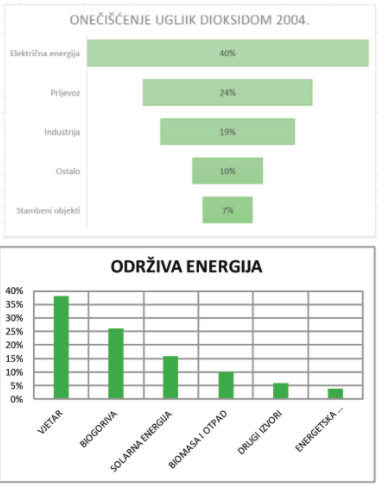 ONEČIŠĆENJE UGLJIK DIOKSIDOM 2004.
Električna energija 40%
Prijevoz 24%
Industrija 19%
Ostalo 10%
Stambeni objekti 7%
ODRŽIVA ENERGIJA
40%
35%
30%
25%
20%
15%
10%
5%
0%
VJETAR
BIOGORIVA
SOLARNA ENERGIJA
BIOMASA I OTPAD
DRUGI IZVORI
ENERGETSKA ...